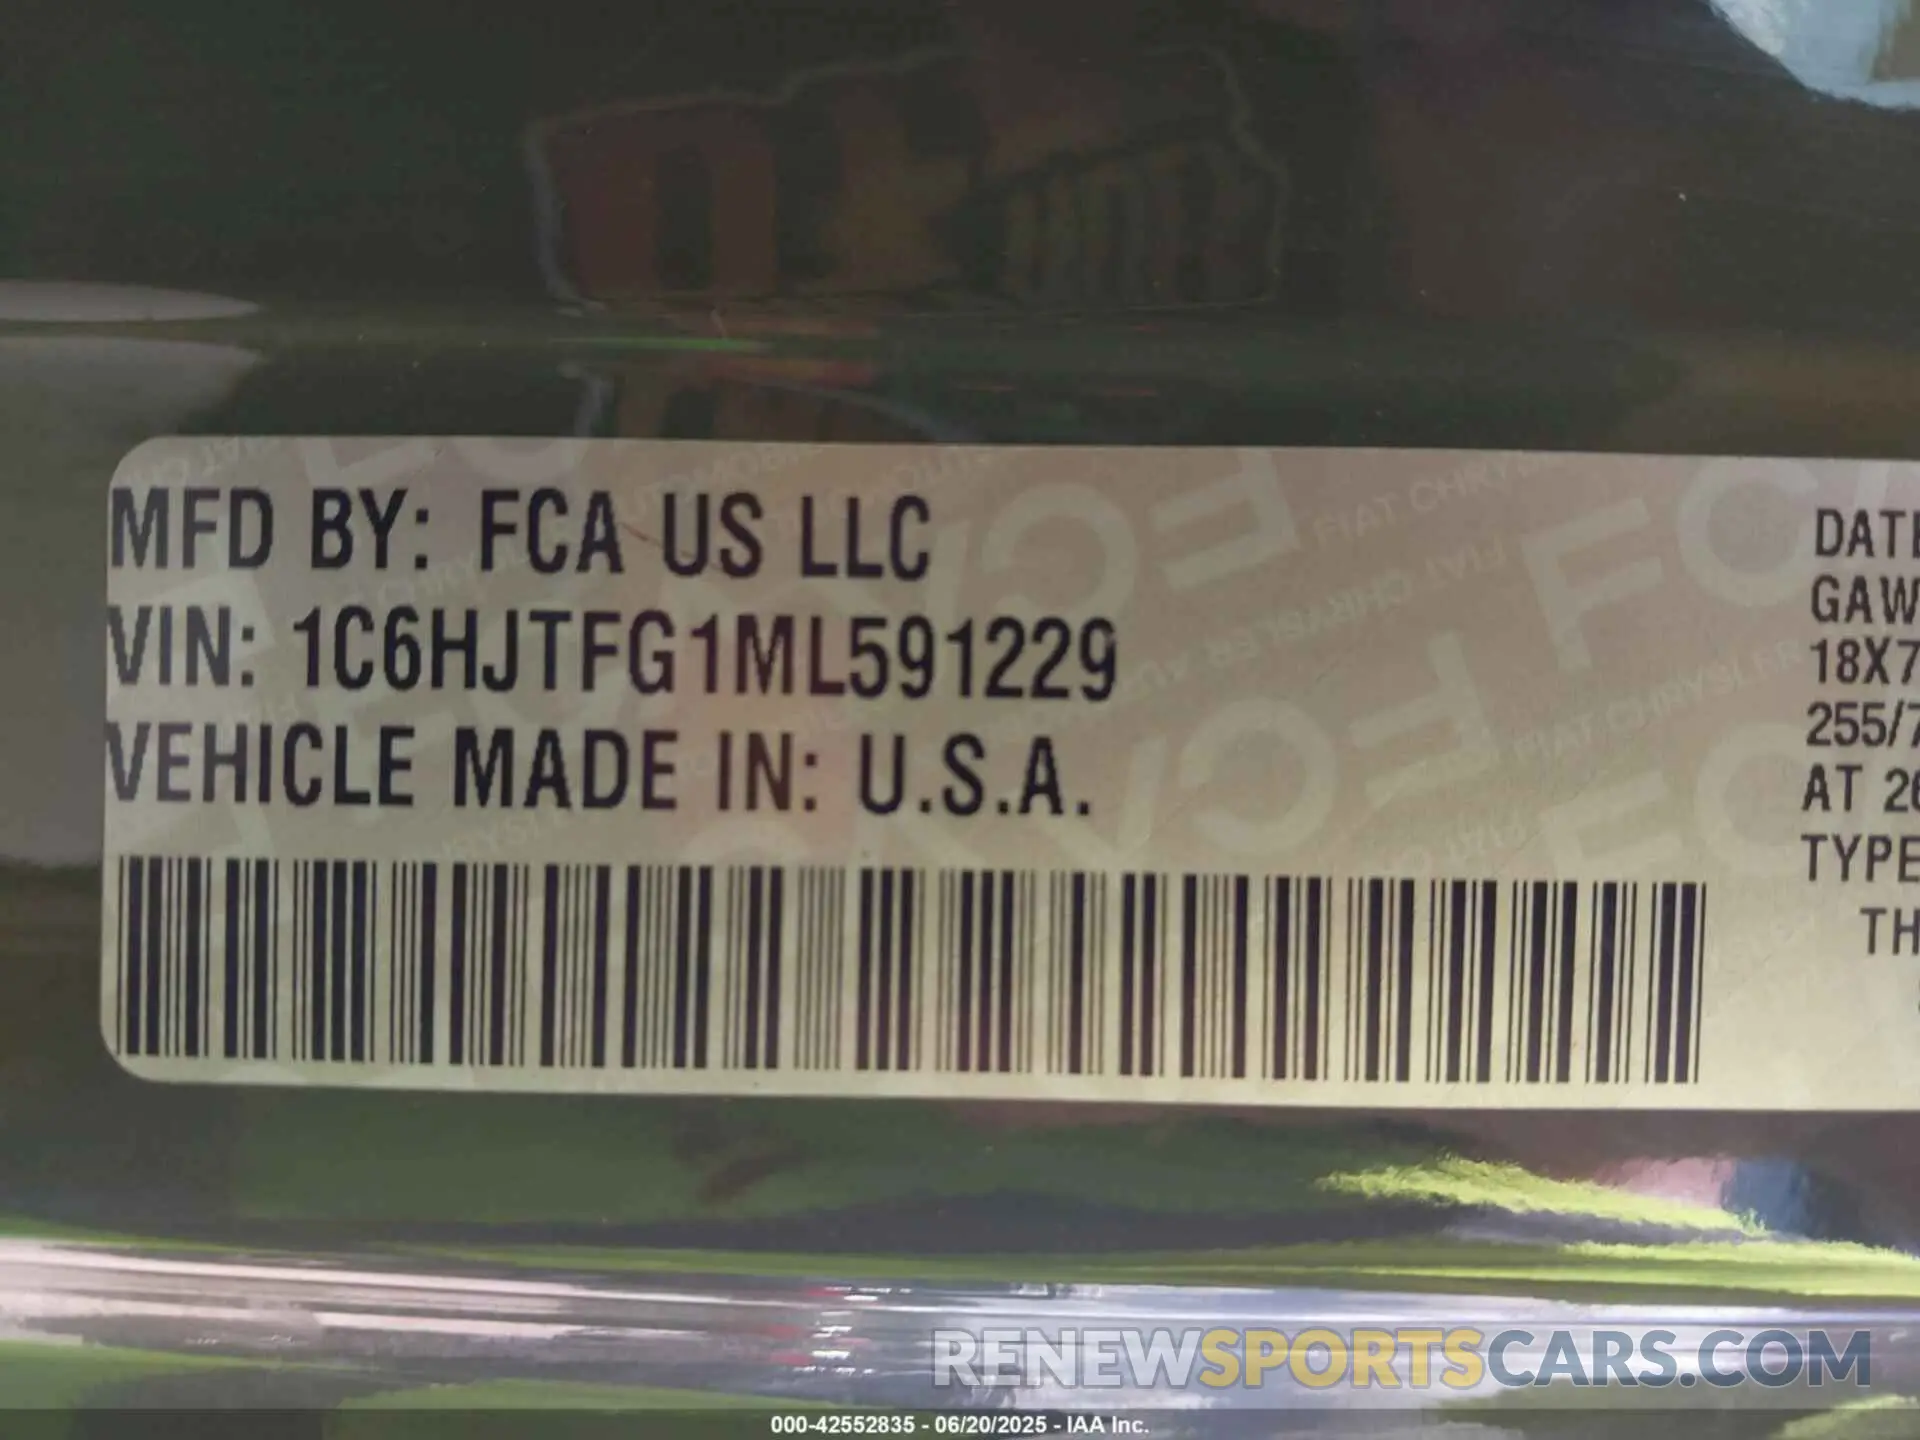 MFD BY: FCA US LLC
VIN: 1C6HJTFG1ML591229
VEHICLE MADE IN: U.S.A.
DATE
GAW
18X7
255/7
AT 26
TYPE
TH
RENEWSPORTSCARS.COM
000-42552835 - 06/20/2025 - IAA Inc.